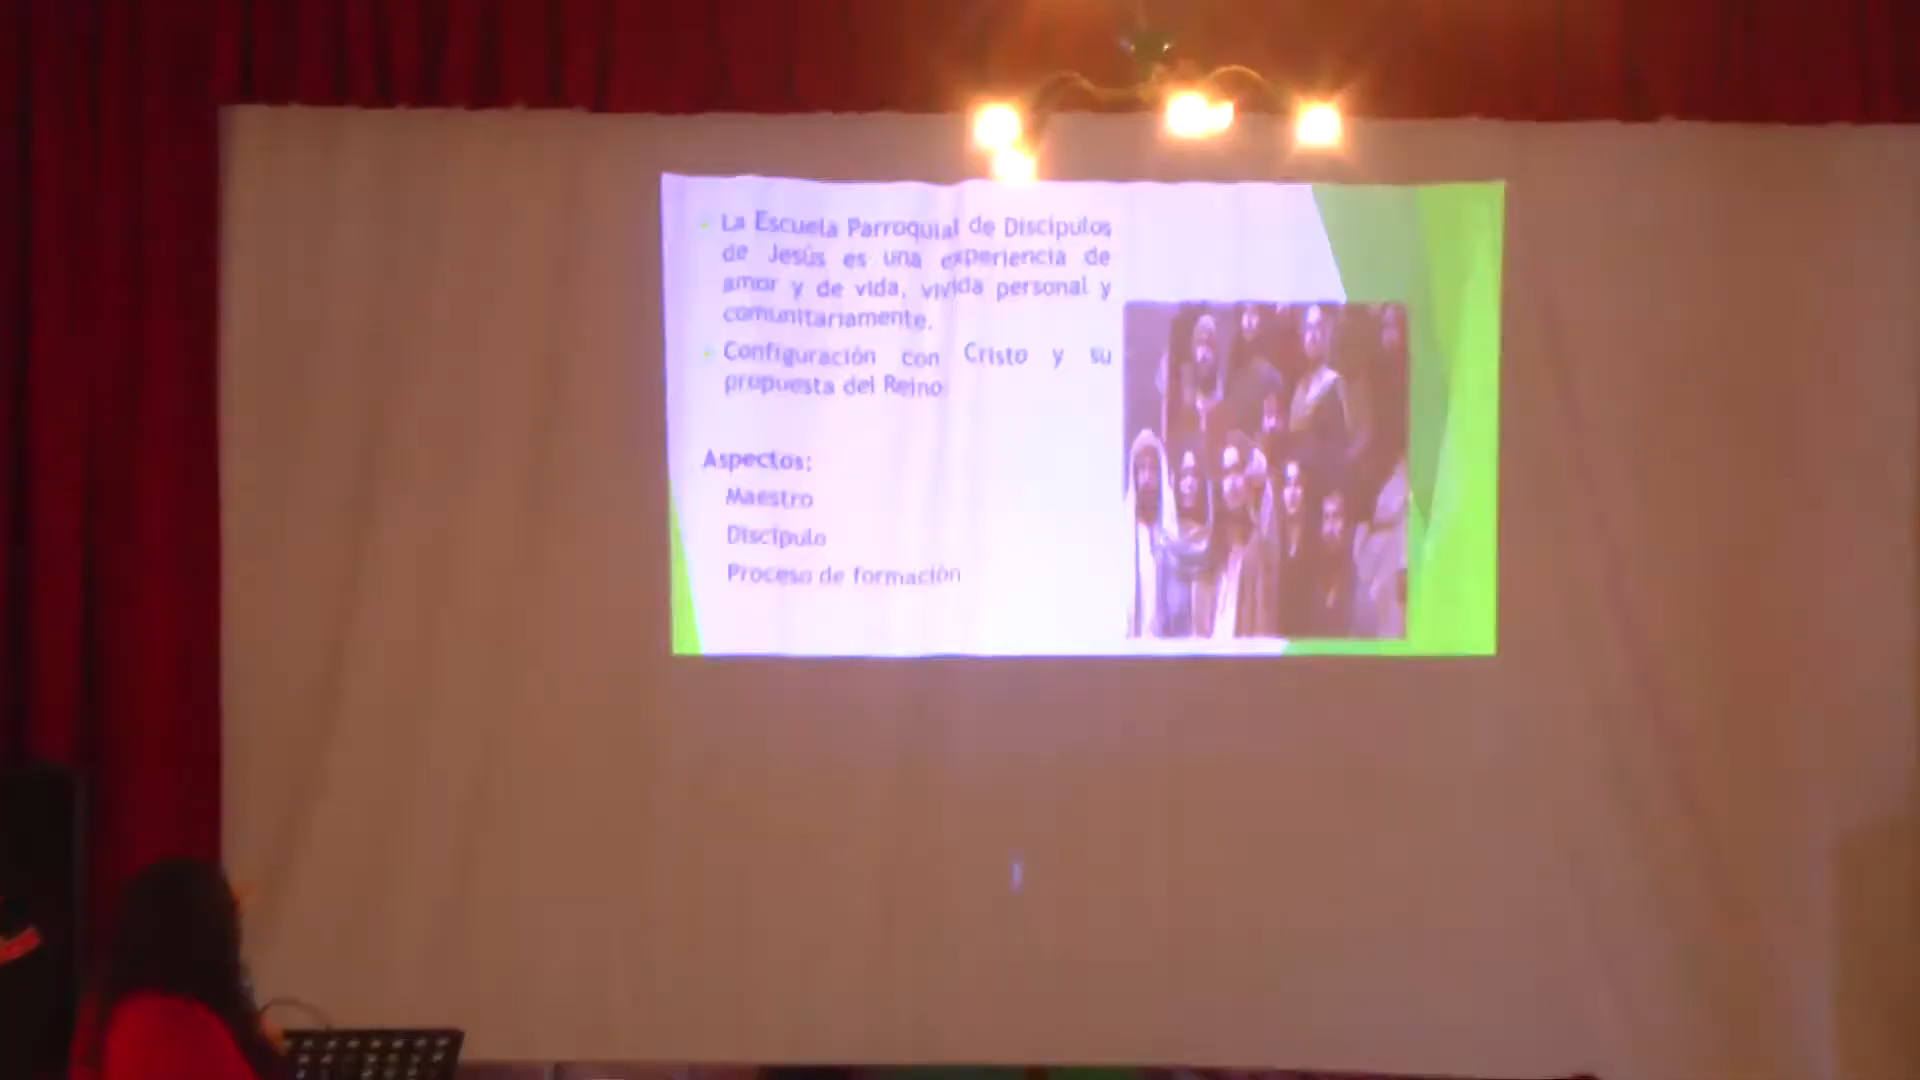 La Escuela Parroquial de Discípulos
de Jesús es una experiencia de
amor y de vida, vivida personal y
comunitariamente.
Configuración con Cristo y su
propuesta del Reino
Aspectos:
Maestro
Discípulo
Proceso de formación